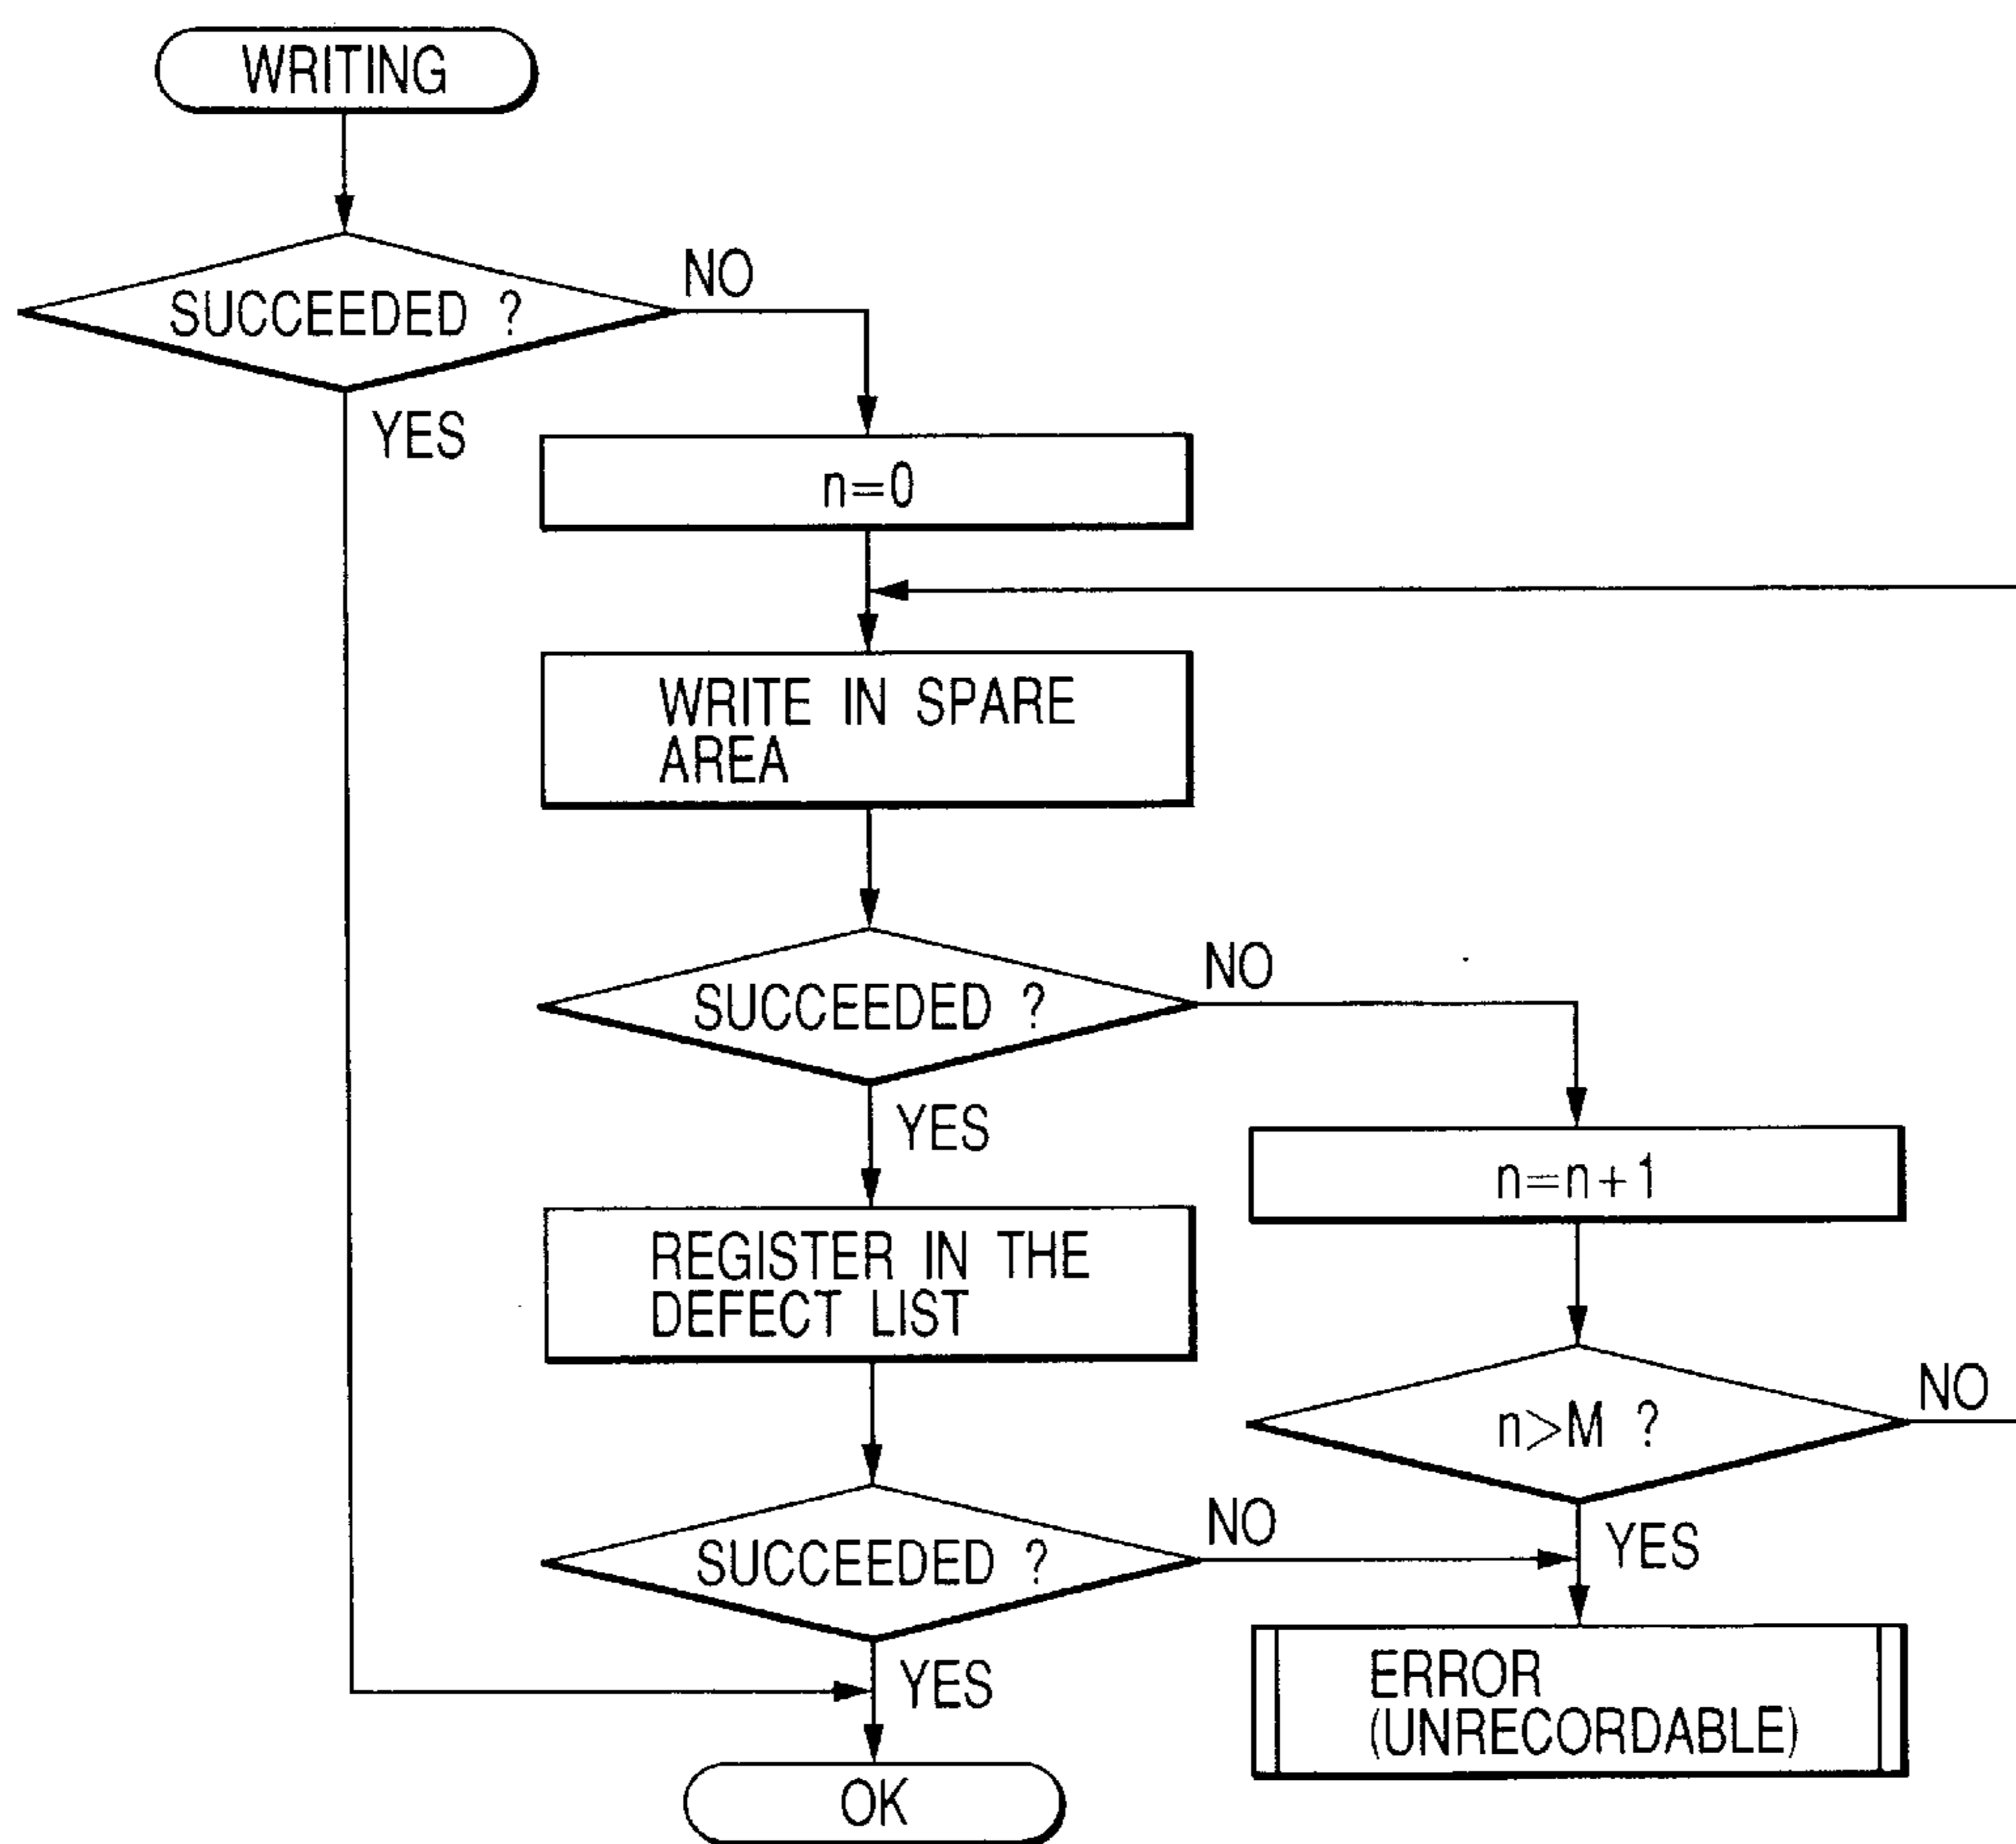 WRITING
SUCCEEDED ?
NO
YES
n=0
WRITE IN SPARE
AREA
SUCCEEDED ?
NO
YES
n=n+1
REGISTER IN THE
DEFECT LIST
n>M ?
NO
SUCCEEDED ?
NO
YES
YES
ERROR
(UNRECORDABLE)
OK